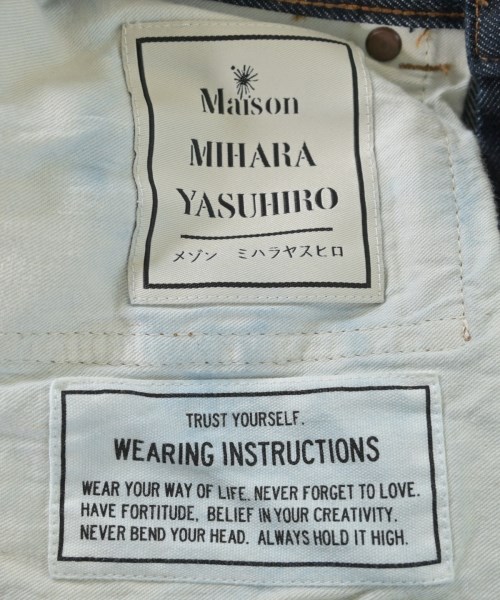 Maison
MIHARA
YASUHIRO
メゾン ミハラヤスヒロ
TRUST YOURSELF.
WEARING INSTRUCTIONS
WEAR YOUR WAY OF LIFE. NEVER FORGET TO LOVE.
HAVE FORTITUDE, BELIEF IN YOUR CREATIVITY.
NEVER BEND YOUR HEAD. ALWAYS HOLD IT HIGH.